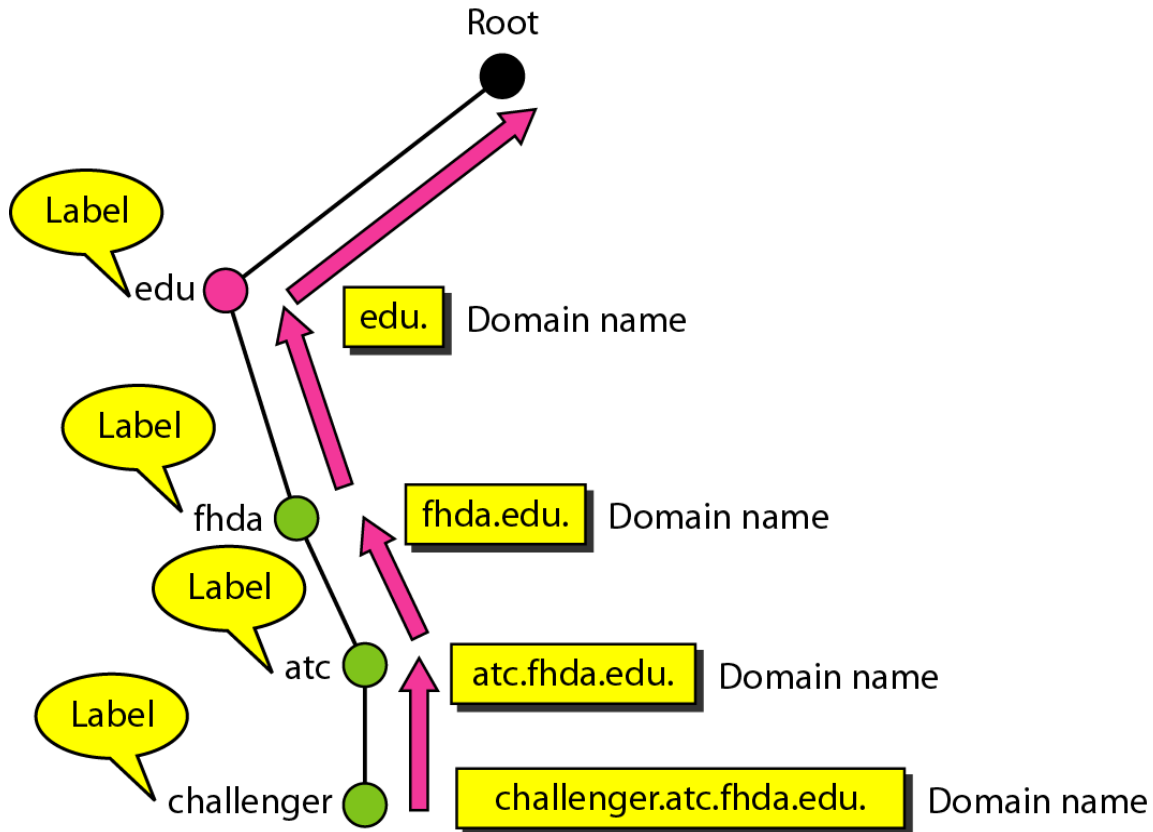 Root
Label
edu
edu. Domain name
Label
fhda
fhda.edu. Domain name
Label
atc
atc.fhda.edu. Domain name
Label
challenger
challenger.atc.fhda.edu. Domain name